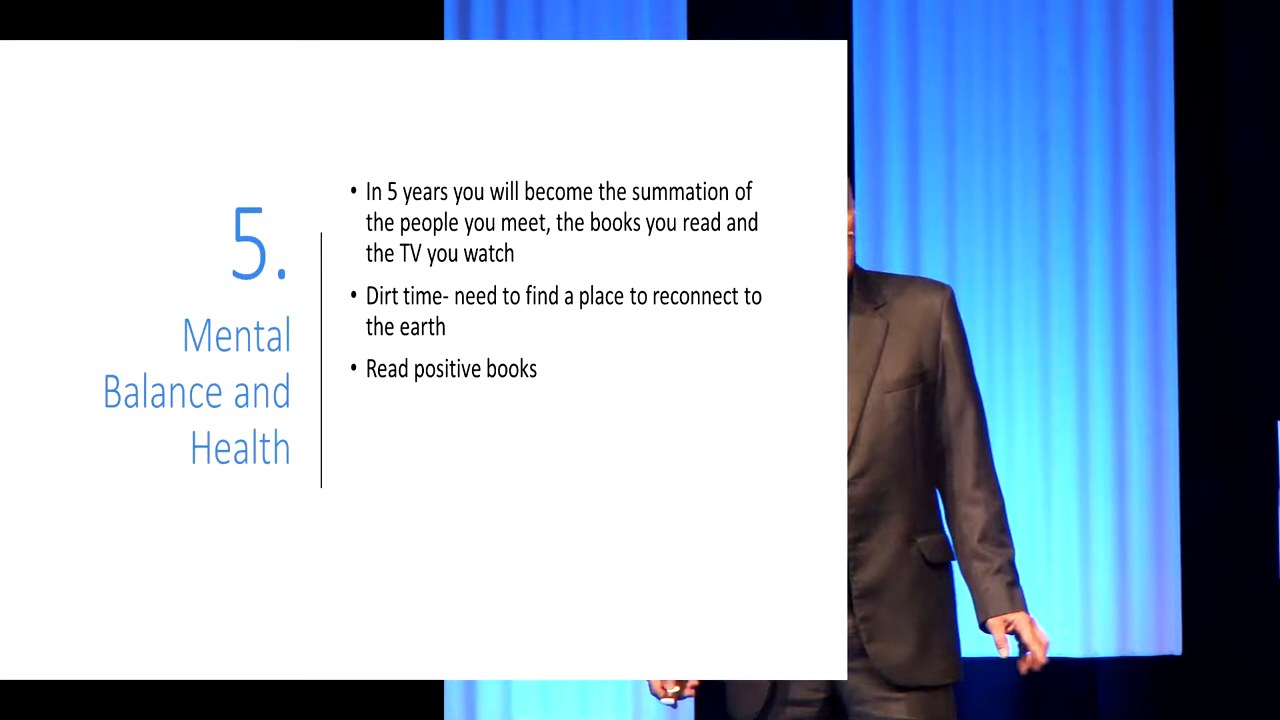 5.
Mental
Balance and
Health
• In 5 years you will become the summation of
the people you meet, the books you read and
the TV you watch
• Dirt time- need to find a place to reconnect to
the earth
• Read positive books